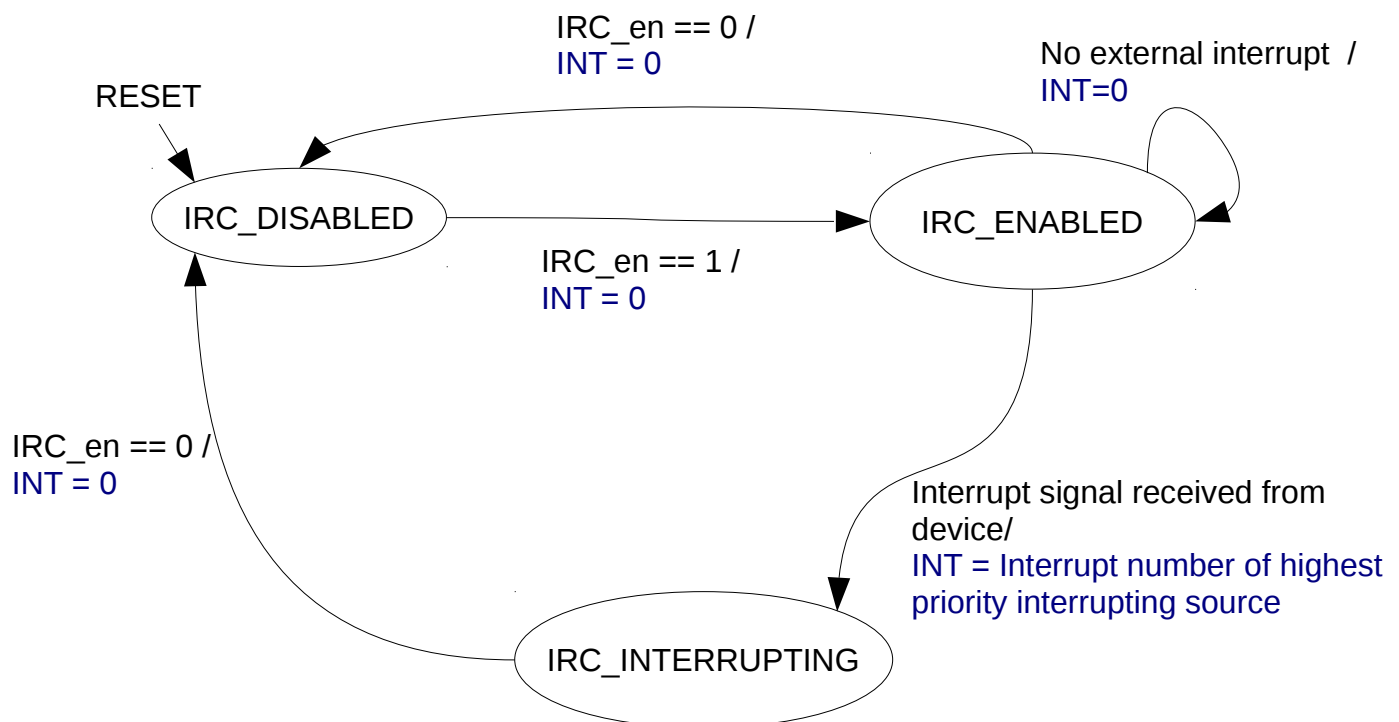 IRC_en == 0 /
INT = 0
No external interrupt /
INT=0
RESET
IRC_DISABLED
IRC_ENABLED
IRC_en == 1 /
INT = 0
IRC_en == 0 /
INT = 0
Interrupt signal received from
device/
INT = Interrupt number of highest
priority interrupting source
IRC_INTERRUPTING